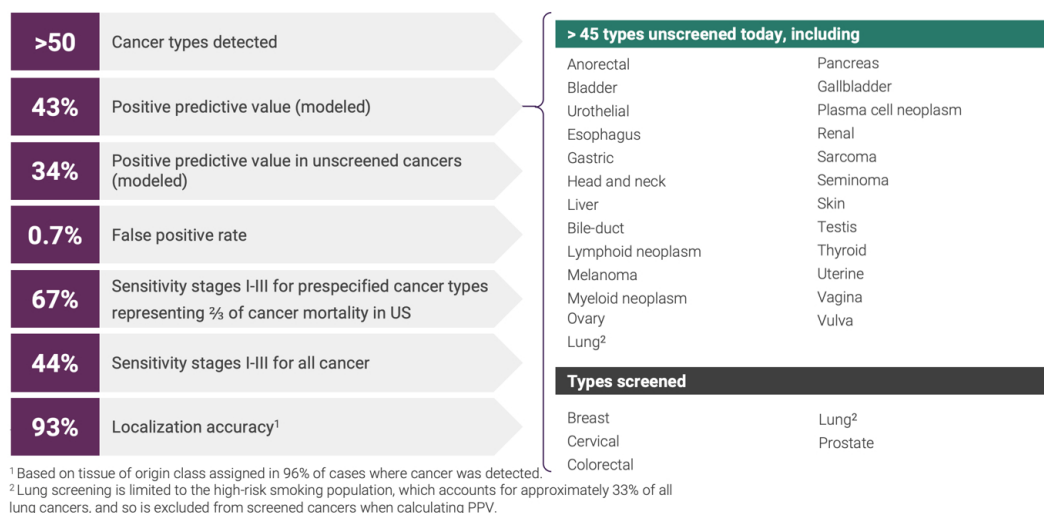 >50
Cancer types detected
43%
Positive predictive value (modeled)
34%
Positive predictive value in unscreened cancers
(modeled)
0.7%
False positive rate
67%
Sensitivity stages I-III for prespecified cancer types
representing ⅔ of cancer mortality in US
44%
Sensitivity stages I-III for all cancer
93%
Localization accuracy¹
> 45 types unscreened today, including
Anorectal
Bladder
Urothelial
Esophagus
Gastric
Head and neck
Liver
Bile-duct
Lymphoid neoplasm
Melanoma
Myeloid neoplasm
Ovary
Lung²
Pancreas
Gallbladder
Plasma cell neoplasm
Renal
Sarcoma
Seminoma
Skin
Testis
Thyroid
Uterine
Vagina
Vulva
Types screened
Breast
Cervical
Colorectal
Lung²
Prostate
¹ Based on tissue of origin class assigned in 96% of cases where cancer was detected.
² Lung screening is limited to the high-risk smoking population, which accounts for approximately 33% of all
lung cancers, and so is excluded from screened cancers when calculating PPV.